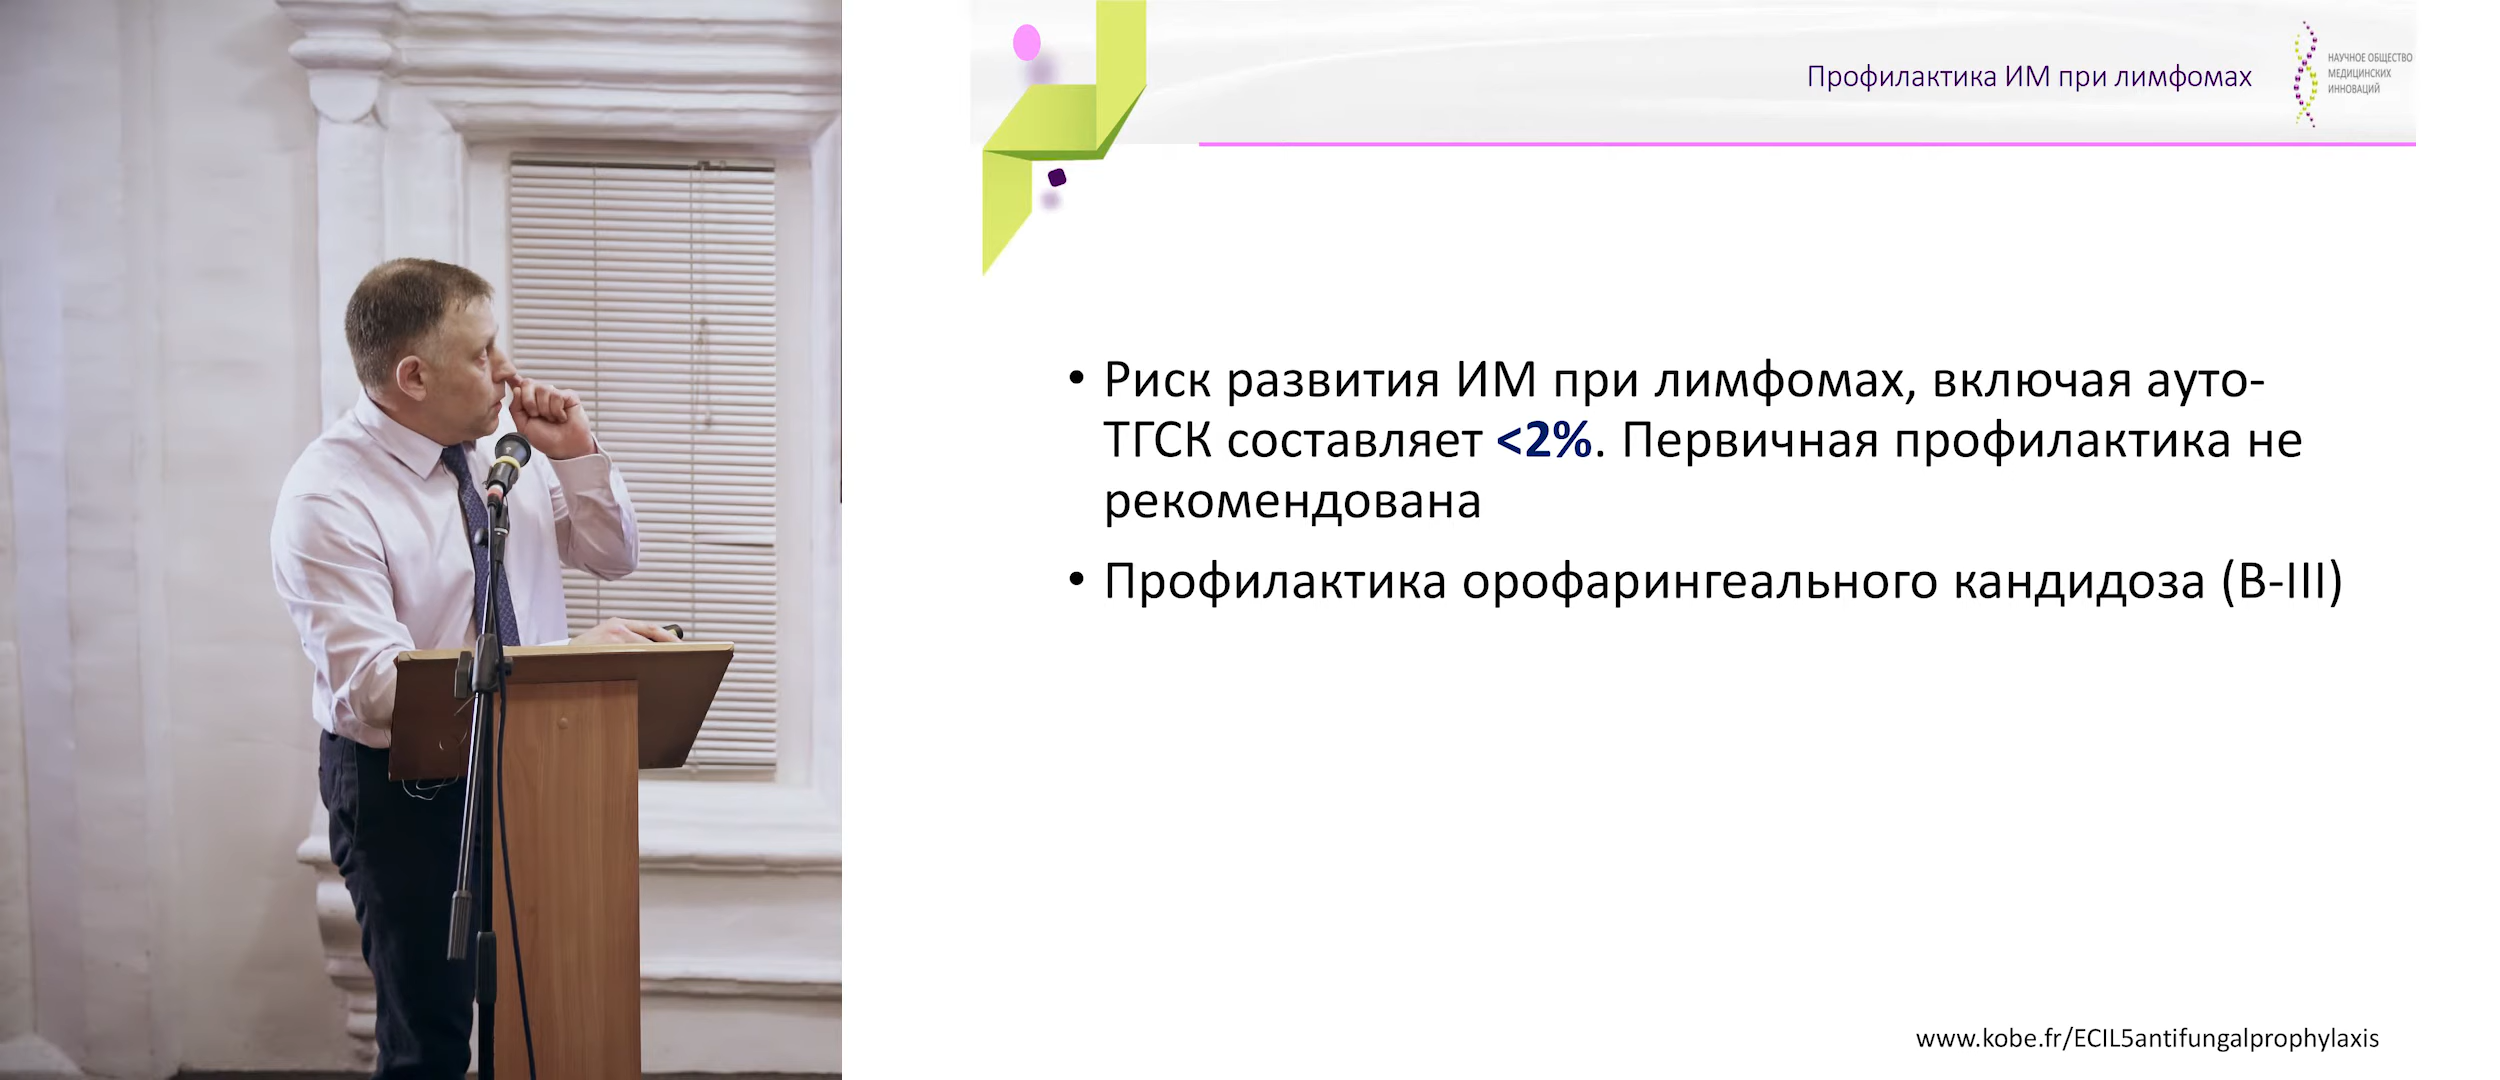 Профилактика ИМ при лимфомах
НАУЧНОЕ ОБЩЕСТВО
МЕДИЦИНСКИХ
ИННОВАЦИЙ
• Риск развития ИМ при лимфомах, включая ауто-
ТГСК составляет <2%. Первичная профилактика не
рекомендована
• Профилактика орофарингеального кандидоза (B-III)
www.kobe.fr/ECIL5antifungalprophylaxis